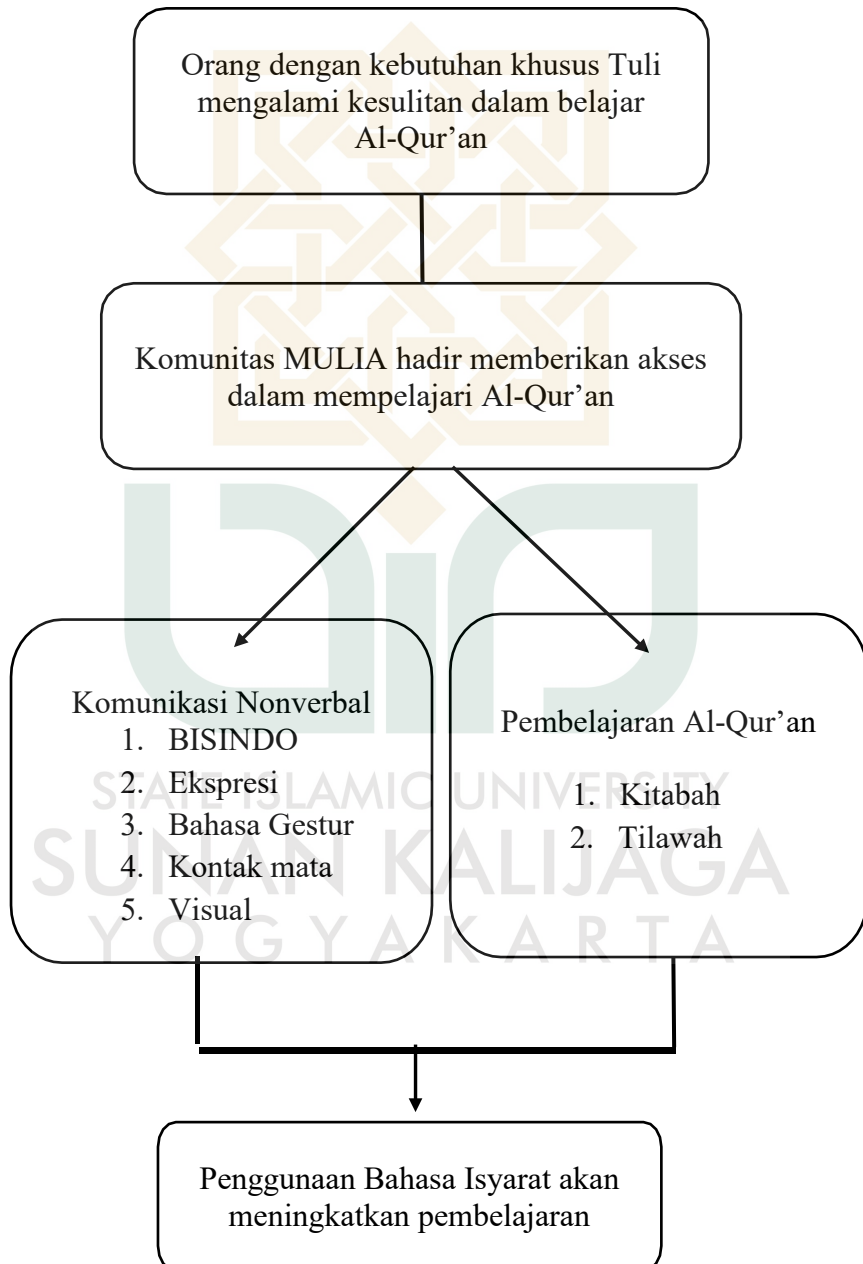 Orang dengan kebutuhan khusus Tuli
mengalami kesulitan dalam belajar
Al-Qur’an
Komunitas MULIA hadir memberikan akses
dalam mempelajari Al-Qur’an
Komunikasi Nonverbal
1. BISINDO
2. Ekspresi
3. Bahasa Gestur
4. Kontak mata
5. Visual
Pembelajaran Al-Qur’an
1. Kitabah
2. Tilawah
STATE ISLAMIC UNIVERSITY
SUNAN KALIJAGA
YOGYAKARTA
Penggunaan Bahasa Isyarat akan
meningkatkan pembelajaran